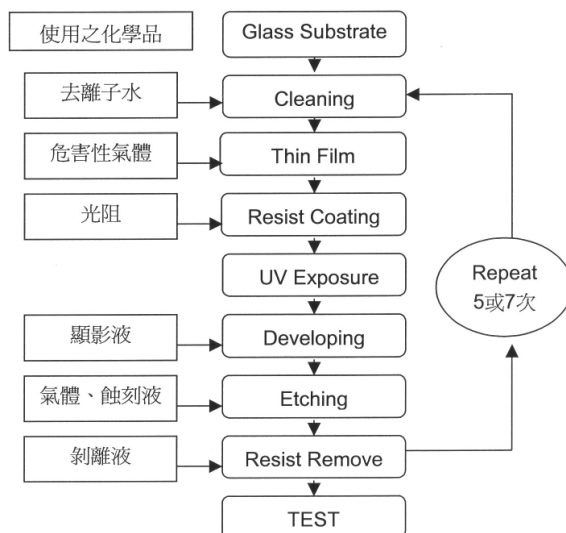 使用之化學品
Glass Substrate
去離子水
Cleaning
危害性氣體
Thin Film
光阻
Resist Coating
UV Exposure
Repeat
5或7次
顯影液
Developing
氣體、蝕刻液
Etching
剝離液
Resist Remove
TEST